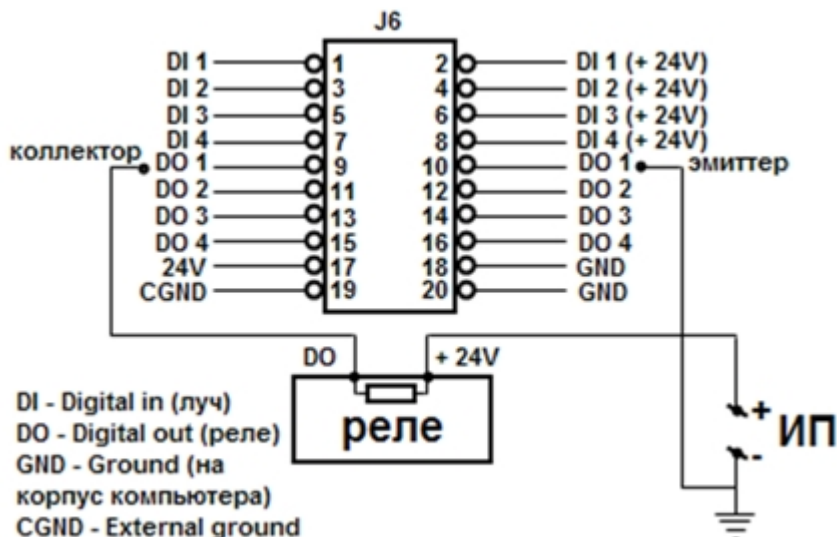 J6
DI 1 1 2 DI 1 (+ 24V)
DI 2 3 4 DI 2 (+ 24V)
DI 3 5 6 DI 3 (+ 24V)
DI 4 7 8 DI 4 (+ 24V)
коллектор DO 1 9 10 DO 1 эмиттер
DO 2 11 12 DO 2
DO 3 13 14 DO 3
DO 4 15 16 DO 4
24V 17 18 GND
CGND 19 20 GND
DO + 24V
реле
+ ИП
-
DI - Digital in (луч)
DO - Digital out (реле)
GND - Ground (на
корпус компьютера)
CGND - External ground